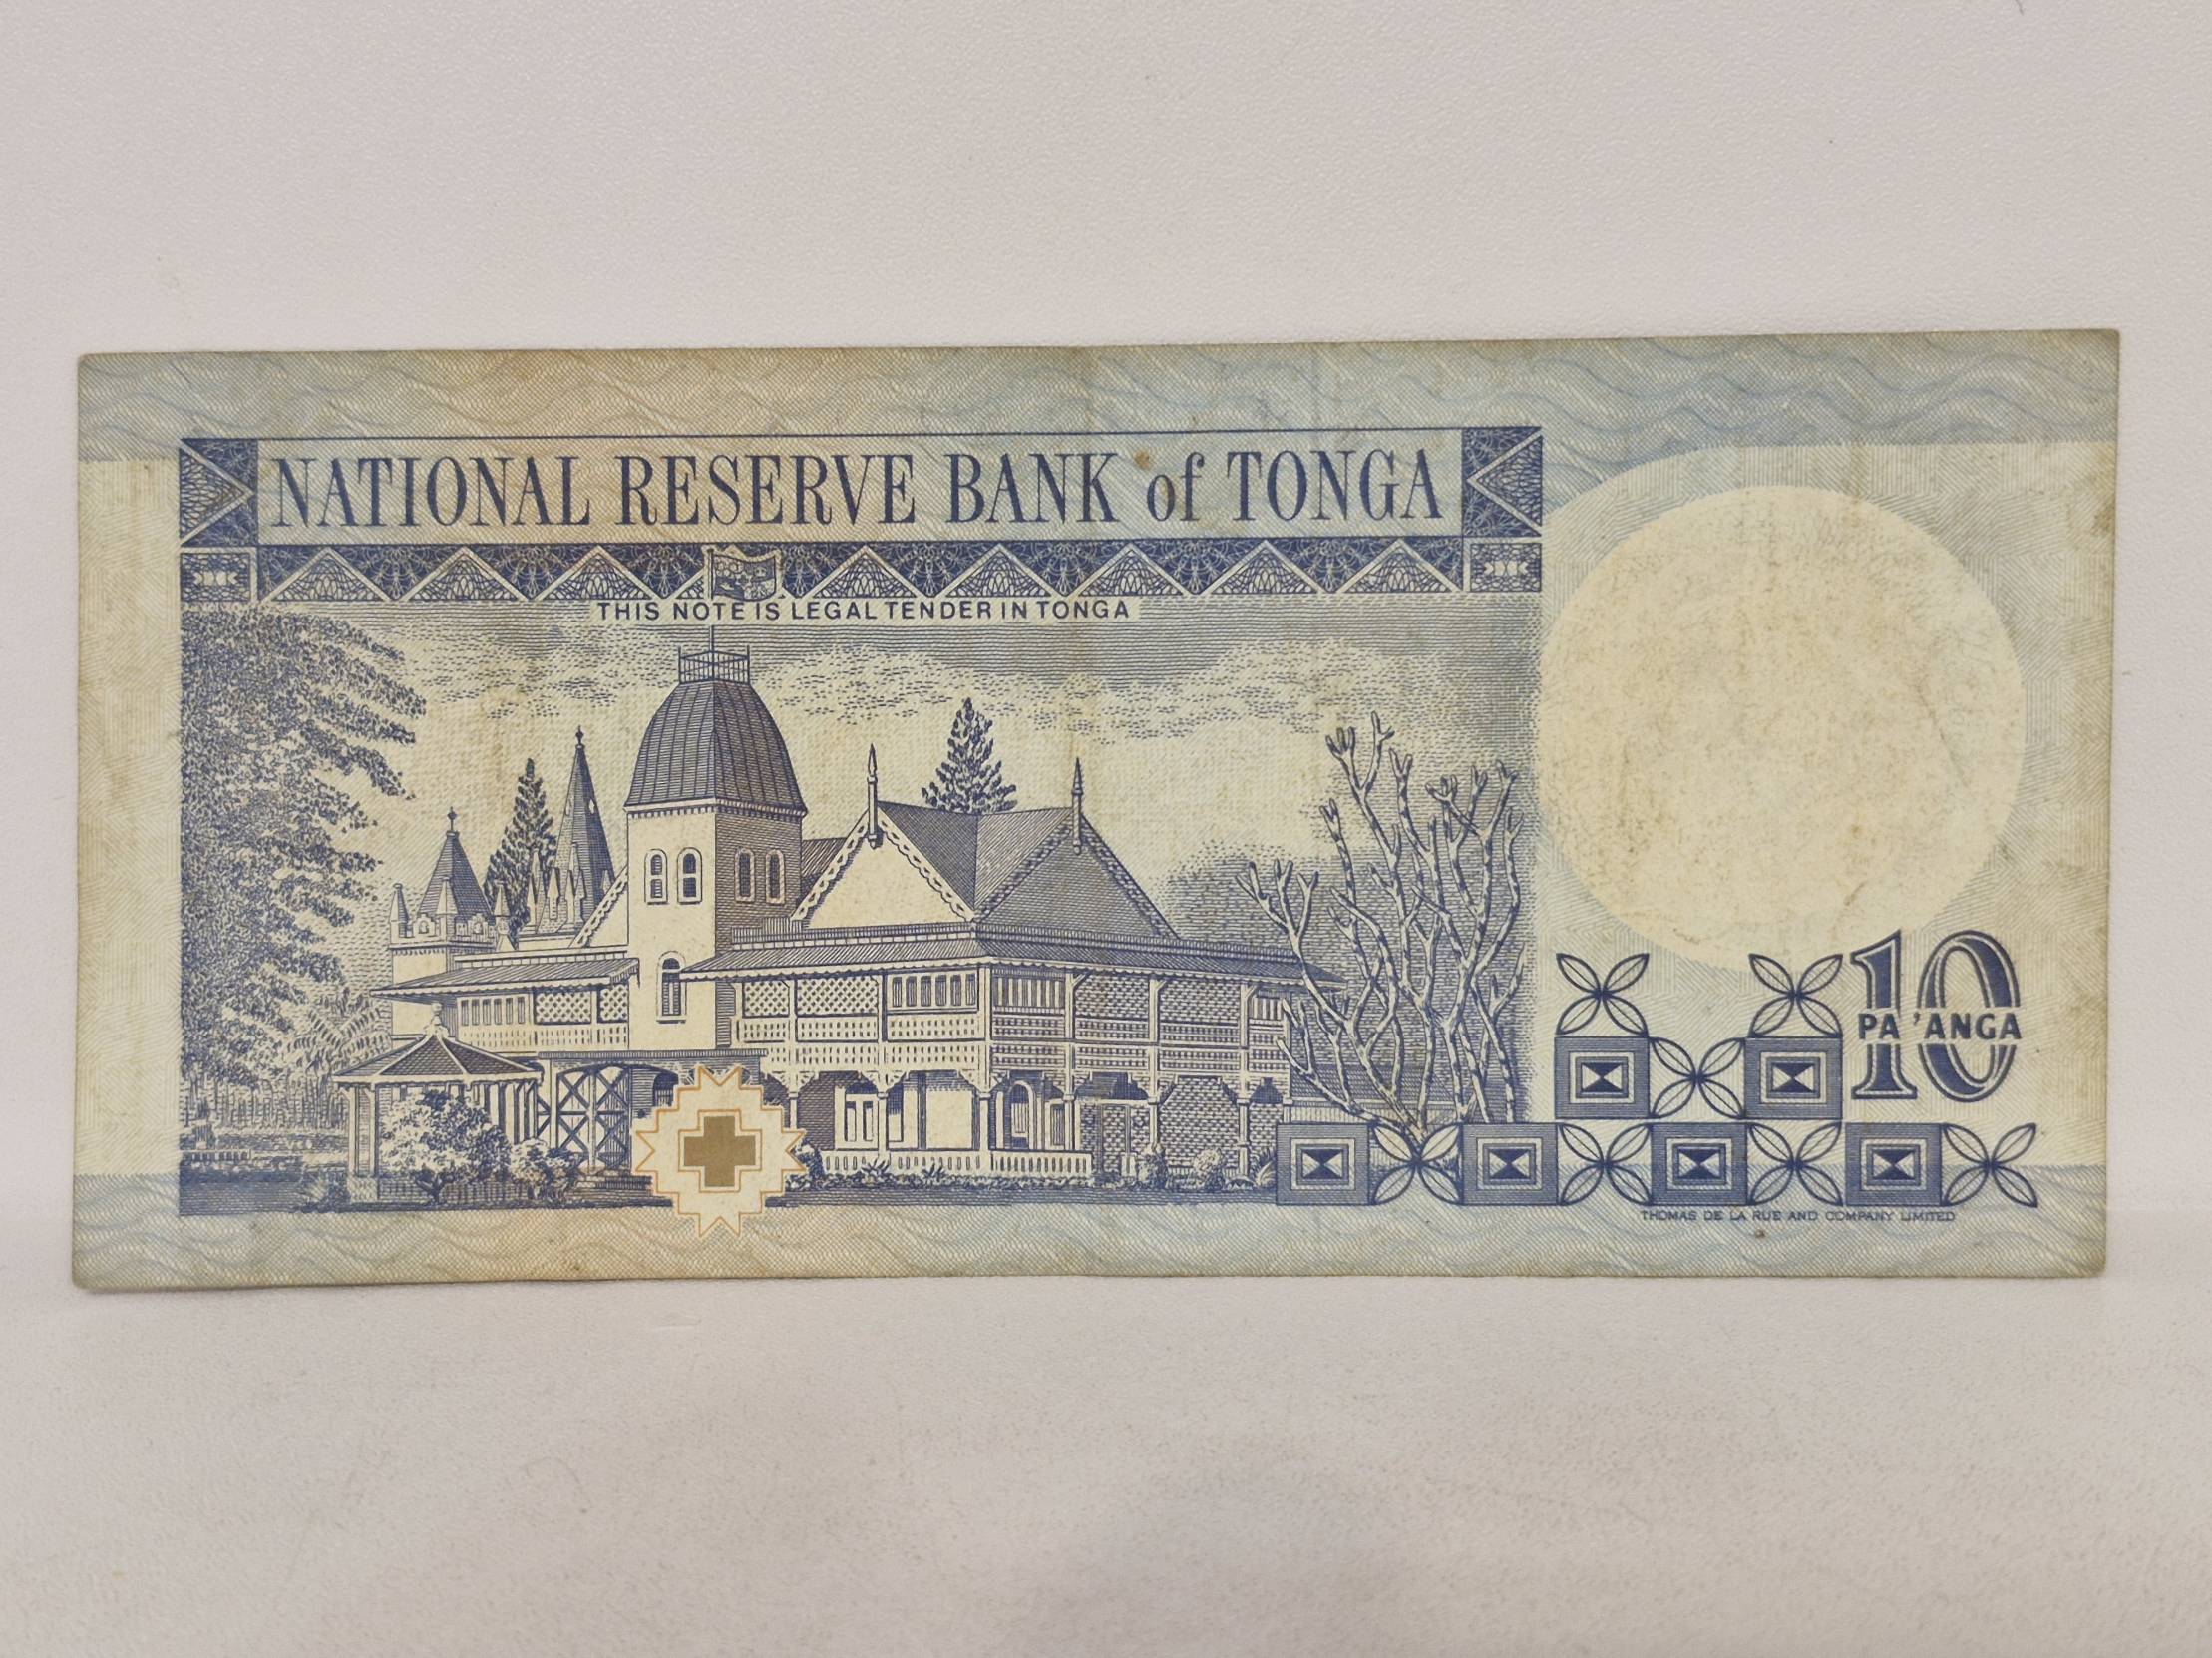 NATIONAL RESERVE BANK of TONGA
THIS NOTE IS LEGAL TENDER IN TONGA
10
PA'ANGA
THOMAS DE LA RUE AND COMPANY LIMITED